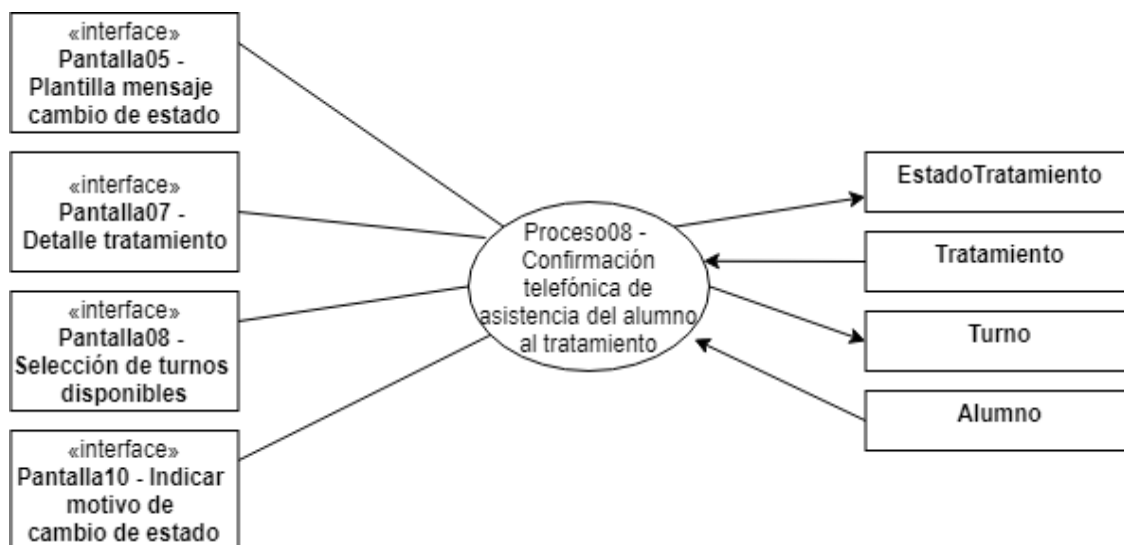 «interface»
Pantalla05 -
Plantilla mensaje
cambio de estado
«interface»
Pantalla07 -
Detalle tratamiento
«interface»
Pantalla08 -
Selección de turnos
disponibles
«interface»
Pantalla10 - Indicar
motivo de
cambio de estado
Proceso08 -
Confirmación
telefónica de
asistencia del alumno
al tratamiento
EstadoTratamiento
Tratamiento
Turno
Alumno